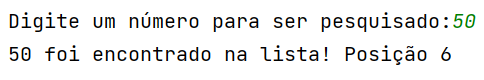 Digite um número para ser pesquisado:50
50 foi encontrado na lista! Posição 6